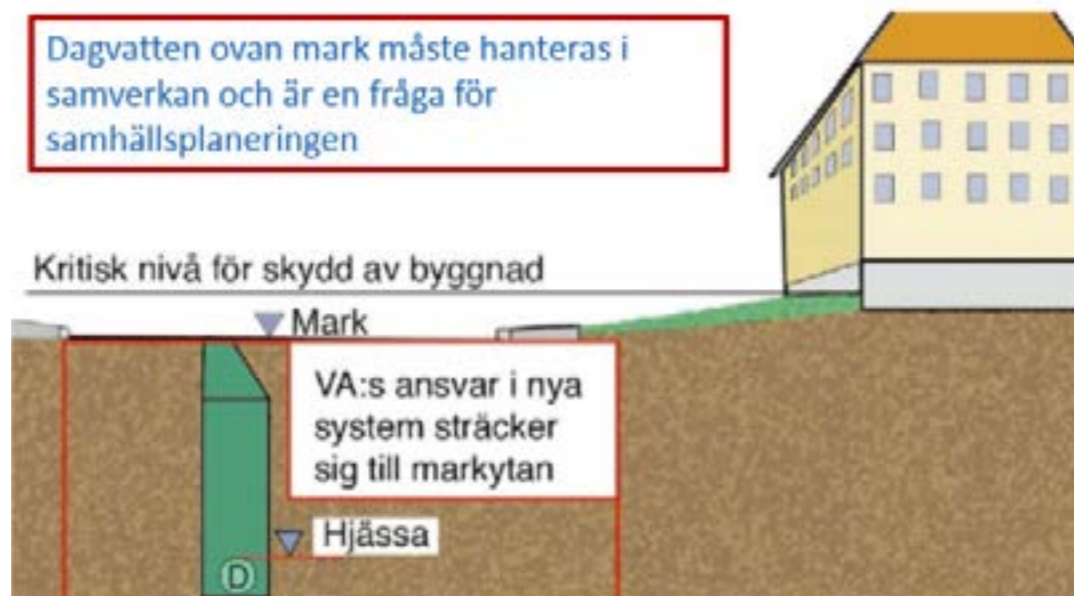 Dagvatten ovan mark måste hanteras i
samverkan och är en fråga för
samhällsplaneringen
Kritisk nivå för skydd av byggnad
Mark
VA:s ansvar i nya
system sträcker
sig till markytan
Hjässa
D